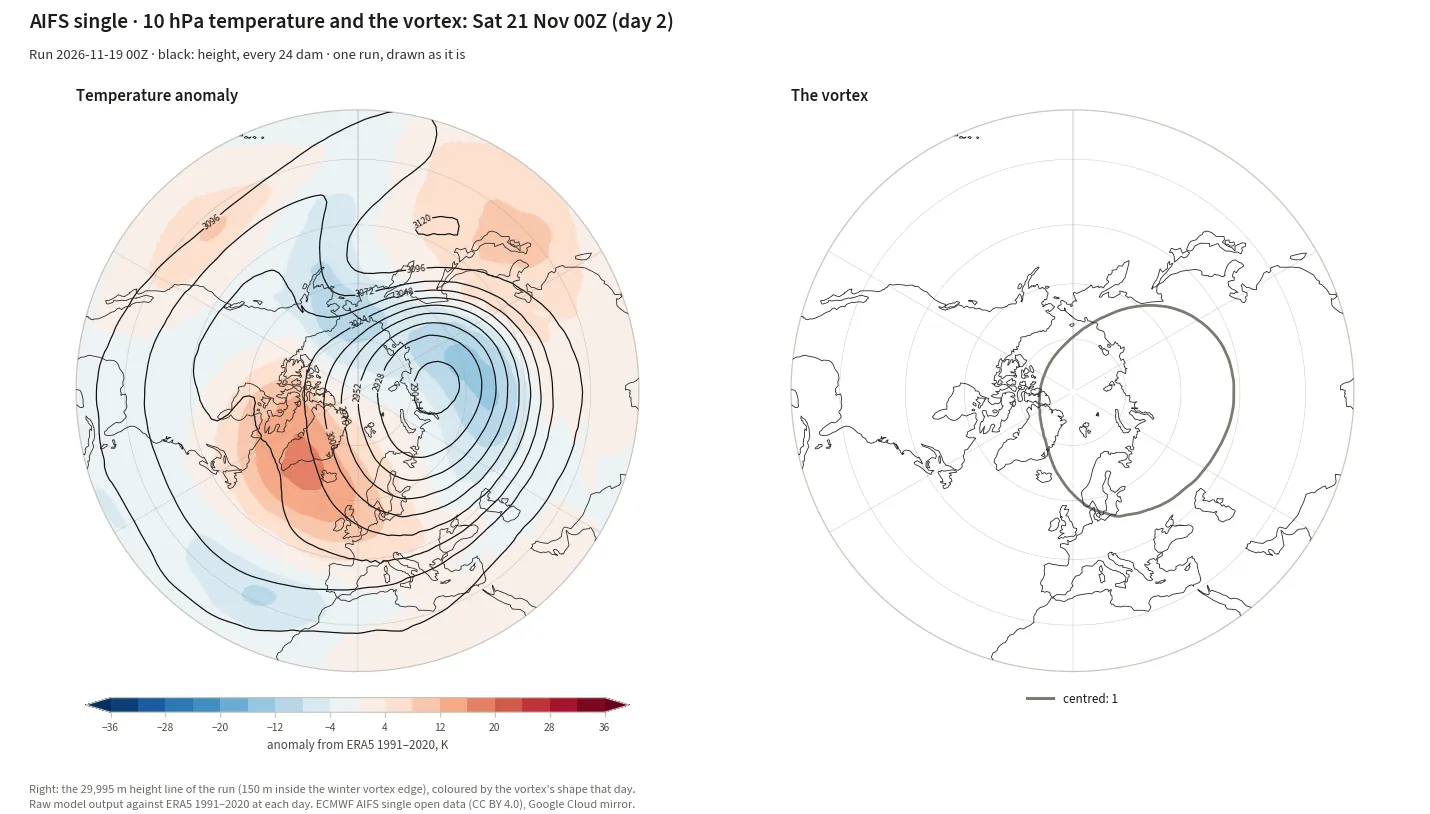 AIFS single · 10 hPa temperature and the vortex: Sat 21 Nov 00Z (day 2)
Run 2026-11-19 00Z · black: height, every 24 dam · one run, drawn as it is
Temperature anomaly
The vortex
3096
3120
3096
3072
3048
3024
2952
2928
2904
centred: 1
−36 −28 −20 −12 −4 4 12 20 28 36
anomaly from ERA5 1991–2020, K
Right: the 29,995 m height line of the run (150 m inside the winter vortex edge), coloured by the vortex's shape that day.
Raw model output against ERA5 1991–2020 at each day. ECMWF AIFS single open data (CC BY 4.0), Google Cloud mirror.